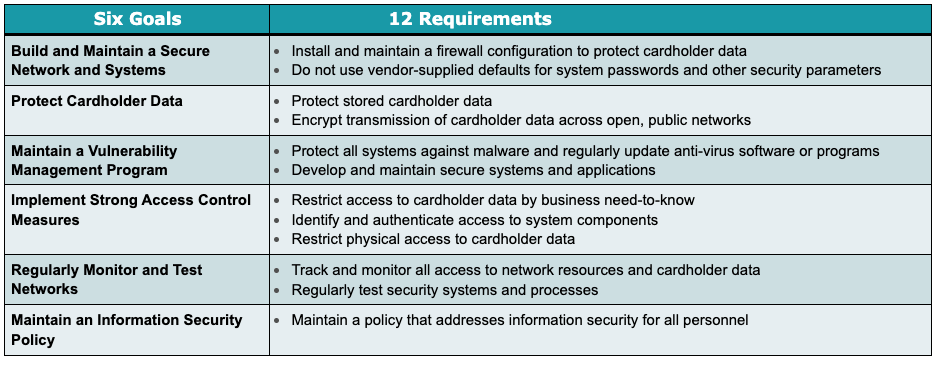 Six Goals
12 Requirements
Build and Maintain a Secure
Network and Systems
• Install and maintain a firewall configuration to protect cardholder data
• Do not use vendor-supplied defaults for system passwords and other security parameters
Protect Cardholder Data
• Protect stored cardholder data
• Encrypt transmission of cardholder data across open, public networks
Maintain a Vulnerability
Management Program
• Protect all systems against malware and regularly update anti-virus software or programs
• Develop and maintain secure systems and applications
Implement Strong Access Control
Measures
• Restrict access to cardholder data by business need-to-know
• Identify and authenticate access to system components
• Restrict physical access to cardholder data
Regularly Monitor and Test
Networks
• Track and monitor all access to network resources and cardholder data
• Regularly test security systems and processes
Maintain an Information Security
Policy
• Maintain a policy that addresses information security for all personnel